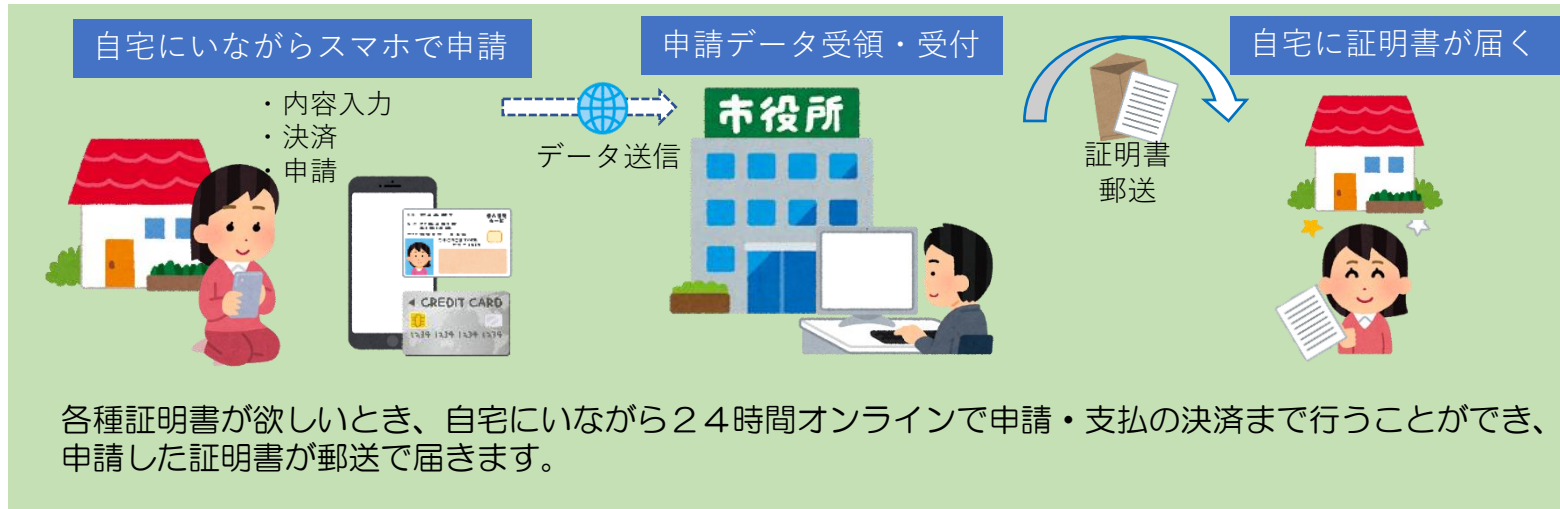 自宅にいながらスマホで申請
申請データ受領・受付
自宅に証明書が届く
・内容入力
・決済
・申請
データ送信
市役所
証明書
郵送
CREDIT CARD
1234 1234 1234 1234
各種証明書が欲しいとき、自宅にいながら２４時間オンラインで申請・支払の決済まで行うことができ、
申請した証明書が郵送で届きます。